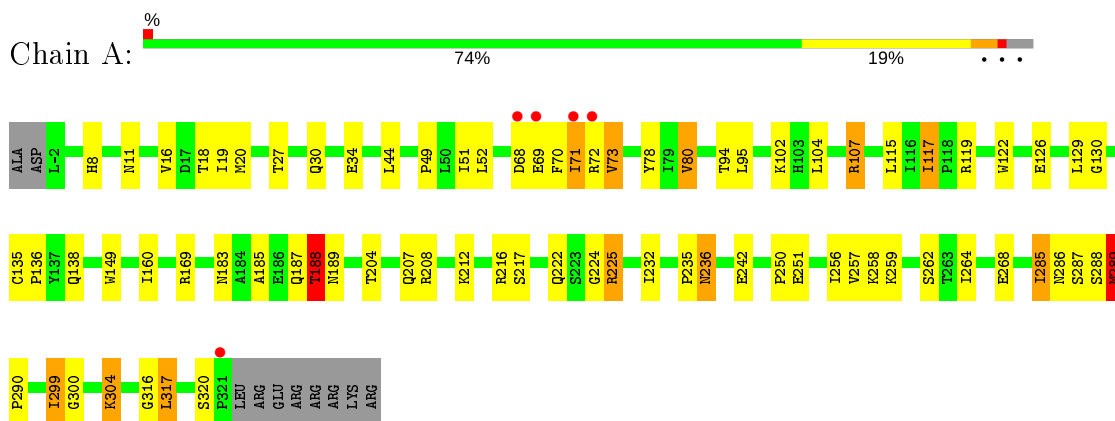 %
Chain A:
74% 19% • • •
ALA ASP L-2 H8 N11 V16 D17 T18 I19 M20 T27 Q30 E34 L44 P49 L50 I51 L52 D68 E69 F70 I71 R72 V73 Y78 I79 V80 T94 L95 K102 H103 L104 R107 L115 I116 I117 P118 R119 W122 E126 L129 G130
C135 P136 Y137 Q138 W149 I160 R169 N183 A184 A185 E186 Q187 T188 N189 T204 Q207 R208 K212 R216 S217 Q222 S223 G224 R225 I232 P235 N236 E242 P250 E251 I256 V257 K258 K259 S262 T263 I264 E268 I285 N286 S287 S288
P290 I299 G300 K304 G316 L317 S320 P321 LEU ARG GLU ARG ARG ARG LYS ARG